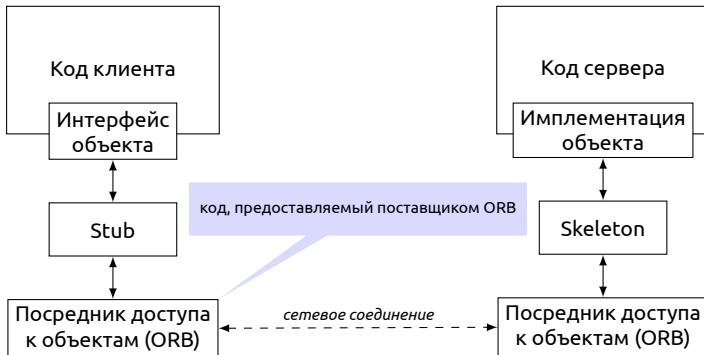 Код клиента
Код сервера
Интерфейс
объекта
Имплементация
объекта
код, предоставляемый поставщиком ORB
Stub
Skeleton
Посредник доступа
к объектам (ORB)
сетевое соединение
Посредник доступа
к объектам (ORB)